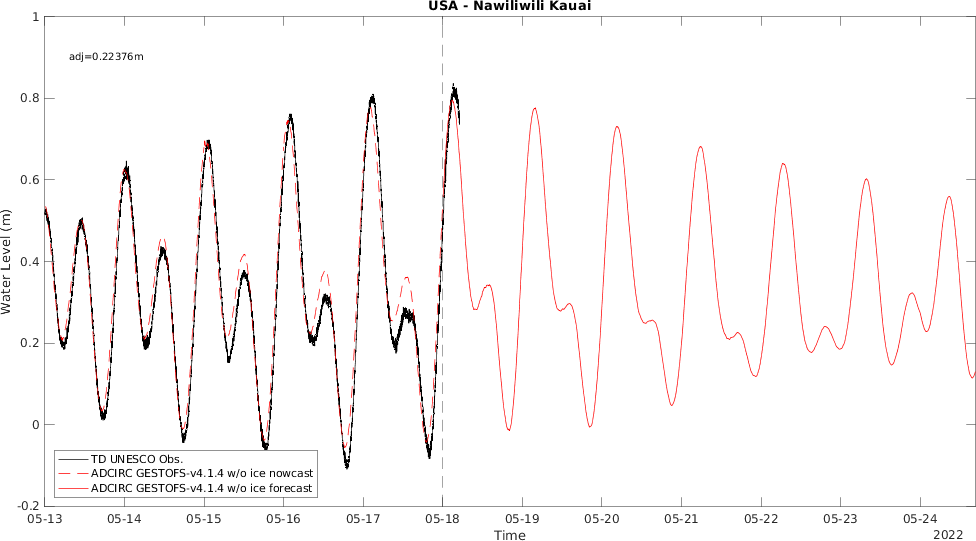 USA - Nawiliwili Kauai
adj=0.22376m
Water Level (m)
1
0.8
0.6
0.4
0.2
0
-0.2
TD UNESCO Obs.
ADCIRC GESTOFS-v4.1.4 w/o ice nowcast
ADCIRC GESTOFS-v4.1.4 w/o ice forecast
05-13 05-14 05-15 05-16 05-17 05-18 05-19 05-20 05-21 05-22 05-23 05-24
Time
2022